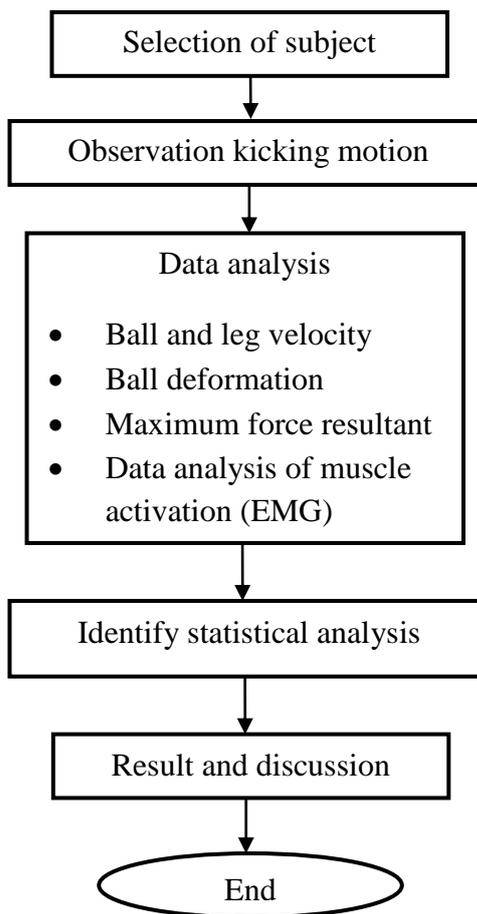 Selection of subject
Observation kicking motion
Data analysis
• Ball and leg velocity
• Ball deformation
• Maximum force resultant
• Data analysis of muscle
activation (EMG)
Identify statistical analysis
Result and discussion
End